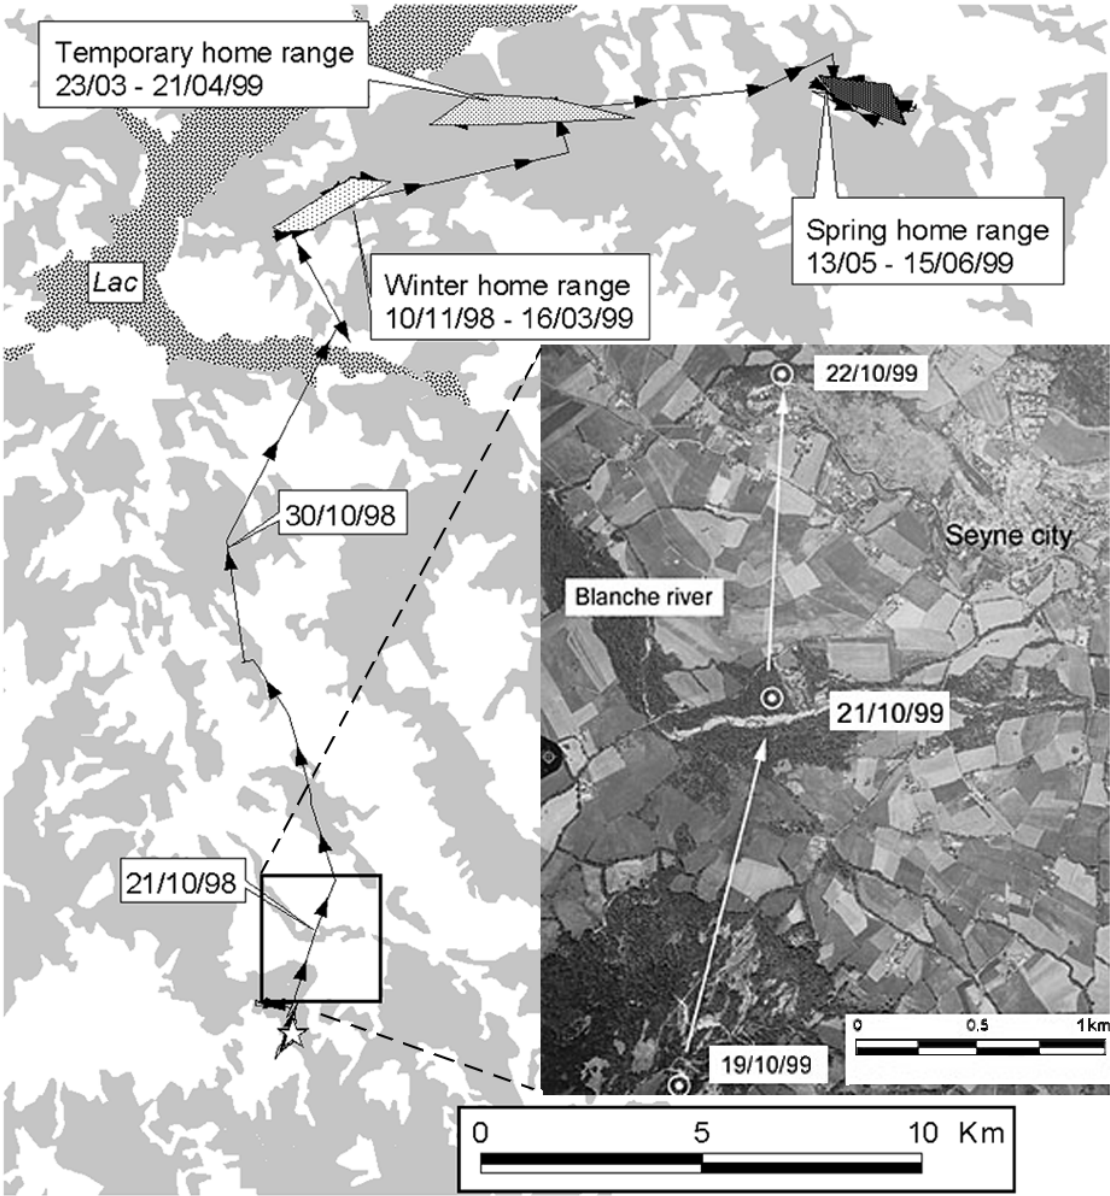 Temporary home range
23/03 - 21/04/99
Spring home range
13/05 - 15/06/99
Lac
Winter home range
10/11/98 - 16/03/99
22/10/99
30/10/98
Seyne city
Blanche river
21/10/99
21/10/98
0 0.5 1km
19/10/99
0 5 10 Km